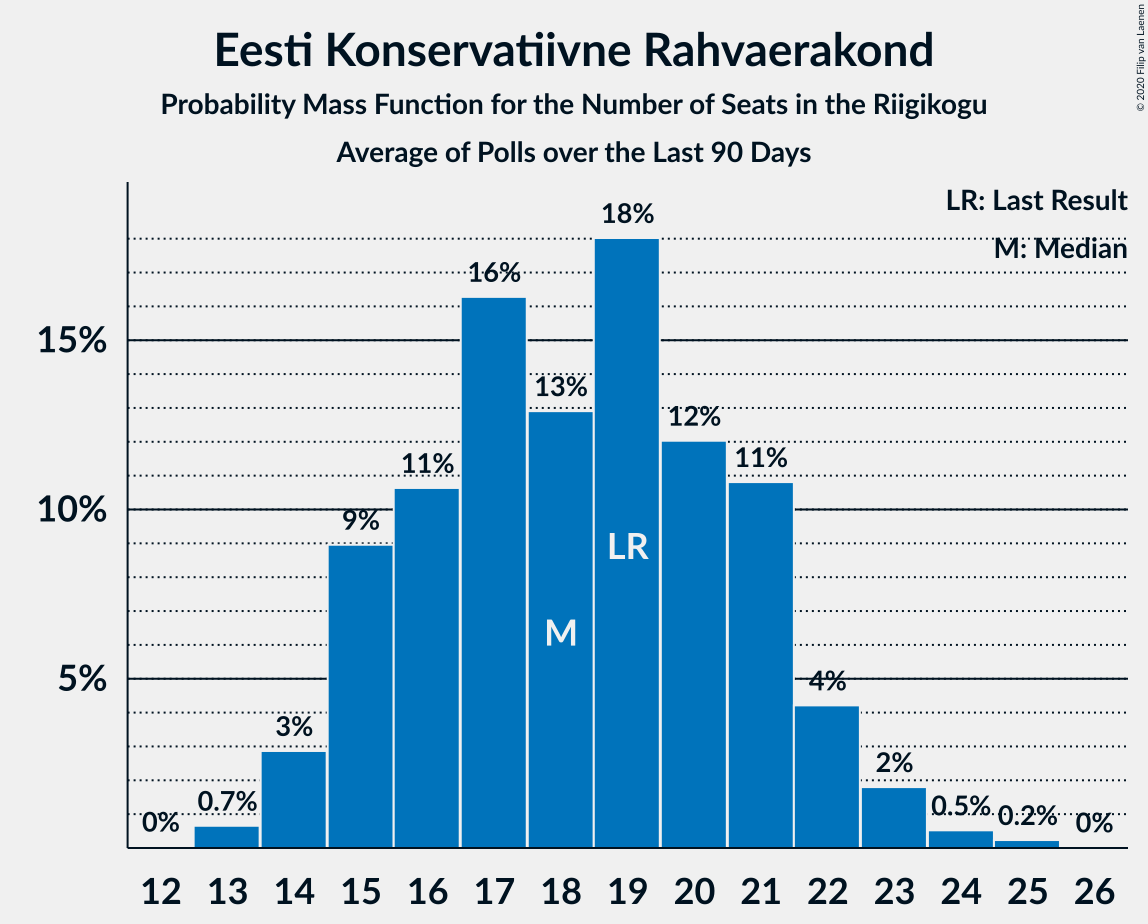 Eesti Konservatiivne Rahvaerakond
Probability Mass Function for the Number of Seats in the Riigikogu
Average of Polls over the Last 90 Days
© 2020 Filip van Laenen
LR: Last Result
M: Median
18%
16%
15%
13%
12%
11%
11%
10%
9%
LR
M
5%
4%
3%
2%
0.7%
0.5%
0.2%
0%
0%
12 13 14 15 16 17 18 19 20 21 22 23 24 25 26